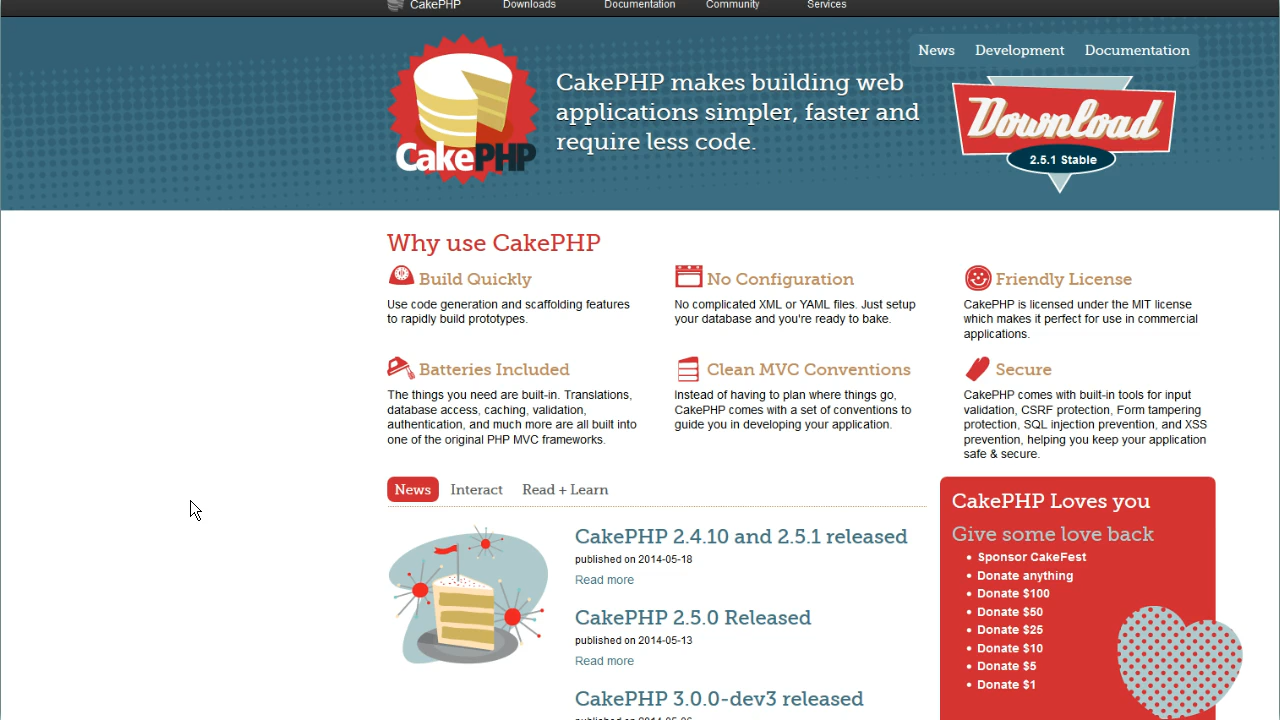 CakePHP Downloads Documentation Community Services
News Development Documentation
CakePHP makes building web
applications simpler, faster and
require less code.
CakePHP
Download
2.5.1 Stable
Why use CakePHP
Build Quickly
Use code generation and scaffolding features
to rapidly build prototypes.
No Configuration
No complicated XML or YAML files. Just setup
your database and you're ready to bake.
Friendly License
CakePHP is licensed under the MIT license
which makes it perfect for use in commercial
applications.
Batteries Included
The things you need are built-in. Translations,
database access, caching, validation,
authentication, and much more are all built into
one of the original PHP MVC frameworks.
Clean MVC Conventions
Instead of having to plan where things go,
CakePHP comes with a set of conventions to
guide you in developing your application.
Secure
CakePHP comes with built-in tools for input
validation, CSRF protection, Form tampering
protection, SQL injection prevention, and XSS
prevention, helping you keep your application
safe & secure.
News Interact Read + Learn
CakePHP 2.4.10 and 2.5.1 released
published on 2014-05-18
Read more
CakePHP 2.5.0 Released
published on 2014-05-13
Read more
CakePHP 3.0.0-dev3 released
published on 2014-05-06
CakePHP Loves you
Give some love back
• Sponsor CakeFest
• Donate anything
• Donate $100
• Donate $50
• Donate $25
• Donate $10
• Donate $5
• Donate $1